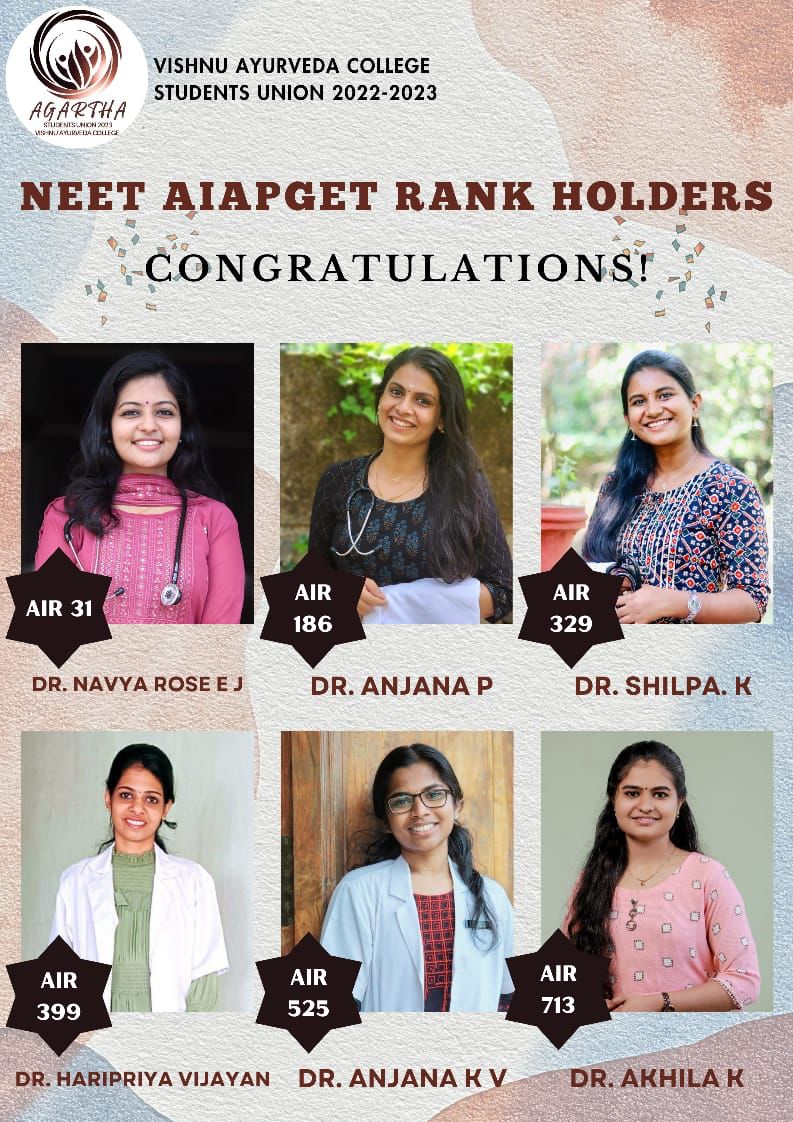 AGARTHA
STUDENTS UNION 2023
VISHNU AYURVEDA COLLEGE
VISHNU AYURVEDA COLLEGE
STUDENTS UNION 2022-2023
NEET AIAPGET RANK HOLDERS
CONGRATULATIONS!
AIR 31
AIR
186
AIR
329
DR. NAVYA ROSE E J
DR. ANJANA P
DR. SHILPA. K
AIR
399
AIR
525
AIR
713
DR. HARIPRIYA VIJAYAN
DR. ANJANA K V
DR. AKHILA K